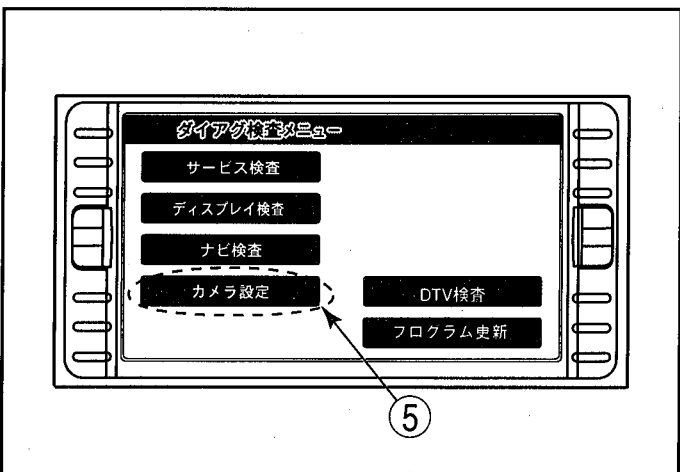 ダイアグ検査メニュー
サービス検査
ディスプレイ検査
ナビ検査
カメラ設定
DTV検査
プログラム更新
⑤